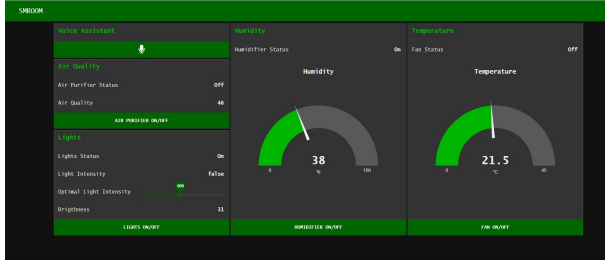 SMROOM
Voice Assistant
Air Quality
Air Purifier Status Off
Air Quality 46
AIR PURIFIER ON/OFF
Lights
Lights Status On
Light Intensity false
Optimal Light Intensity 400
Brigthness 31
LIGHTS ON/OFF
Humidity
Humidifier Status On
Humidity
38
%
0 100
HUMIDIFIER ON/OFF
Temperature
Fan Status Off
Temperature
21.5
°C
0 45
FAN ON/OFF